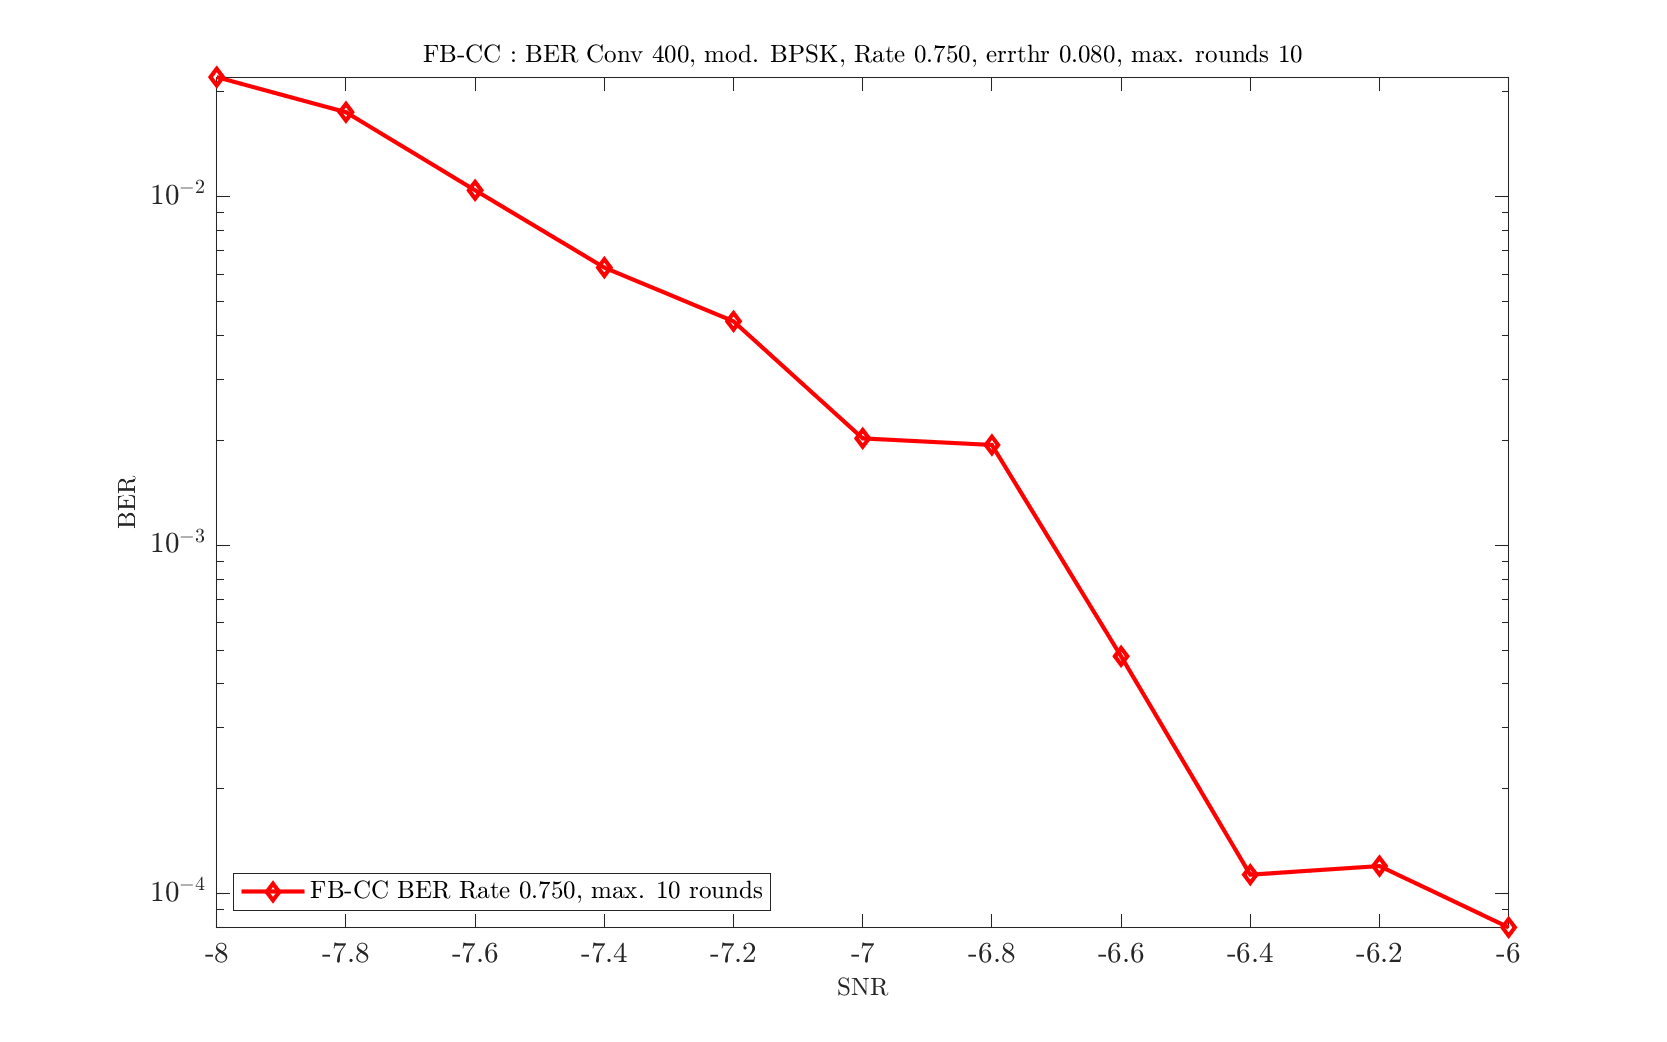 FB-CC : BER Conv 400, mod. BPSK, Rate 0.750, errthr 0.080, max. rounds 10
10⁻²
10⁻³
10⁻⁴
BER
FB-CC BER Rate 0.750, max. 10 rounds
-8 -7.8 -7.6 -7.4 -7.2 -7 -6.8 -6.6 -6.4 -6.2 -6
SNR